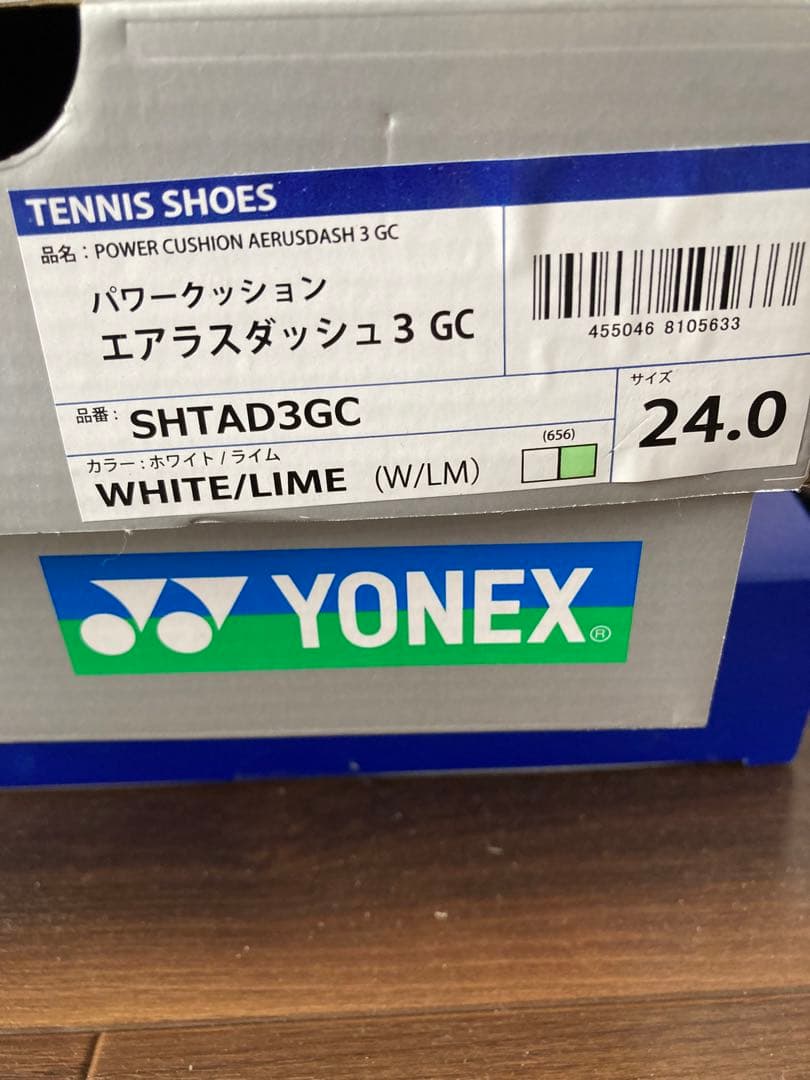 TENNIS SHOES
品名：POWER CUSHION AERUSDASH 3 GC
パワークッション
エアラスダッシュ3 GC
455046 8105633
品番： SHTAD3GC
サイズ
24.0
カラー：ホワイト / ライム
WHITE/LIME (W/LM)
(656)
YONEX®